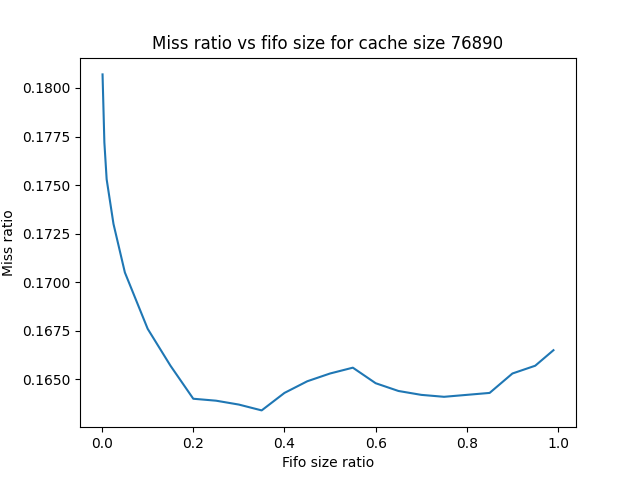 Miss ratio vs fifo size for cache size 76890
0.1800
0.1775
0.1750
0.1725
0.1700
0.1675
0.1650
Miss ratio
0.0 0.2 0.4 0.6 0.8 1.0
Fifo size ratio